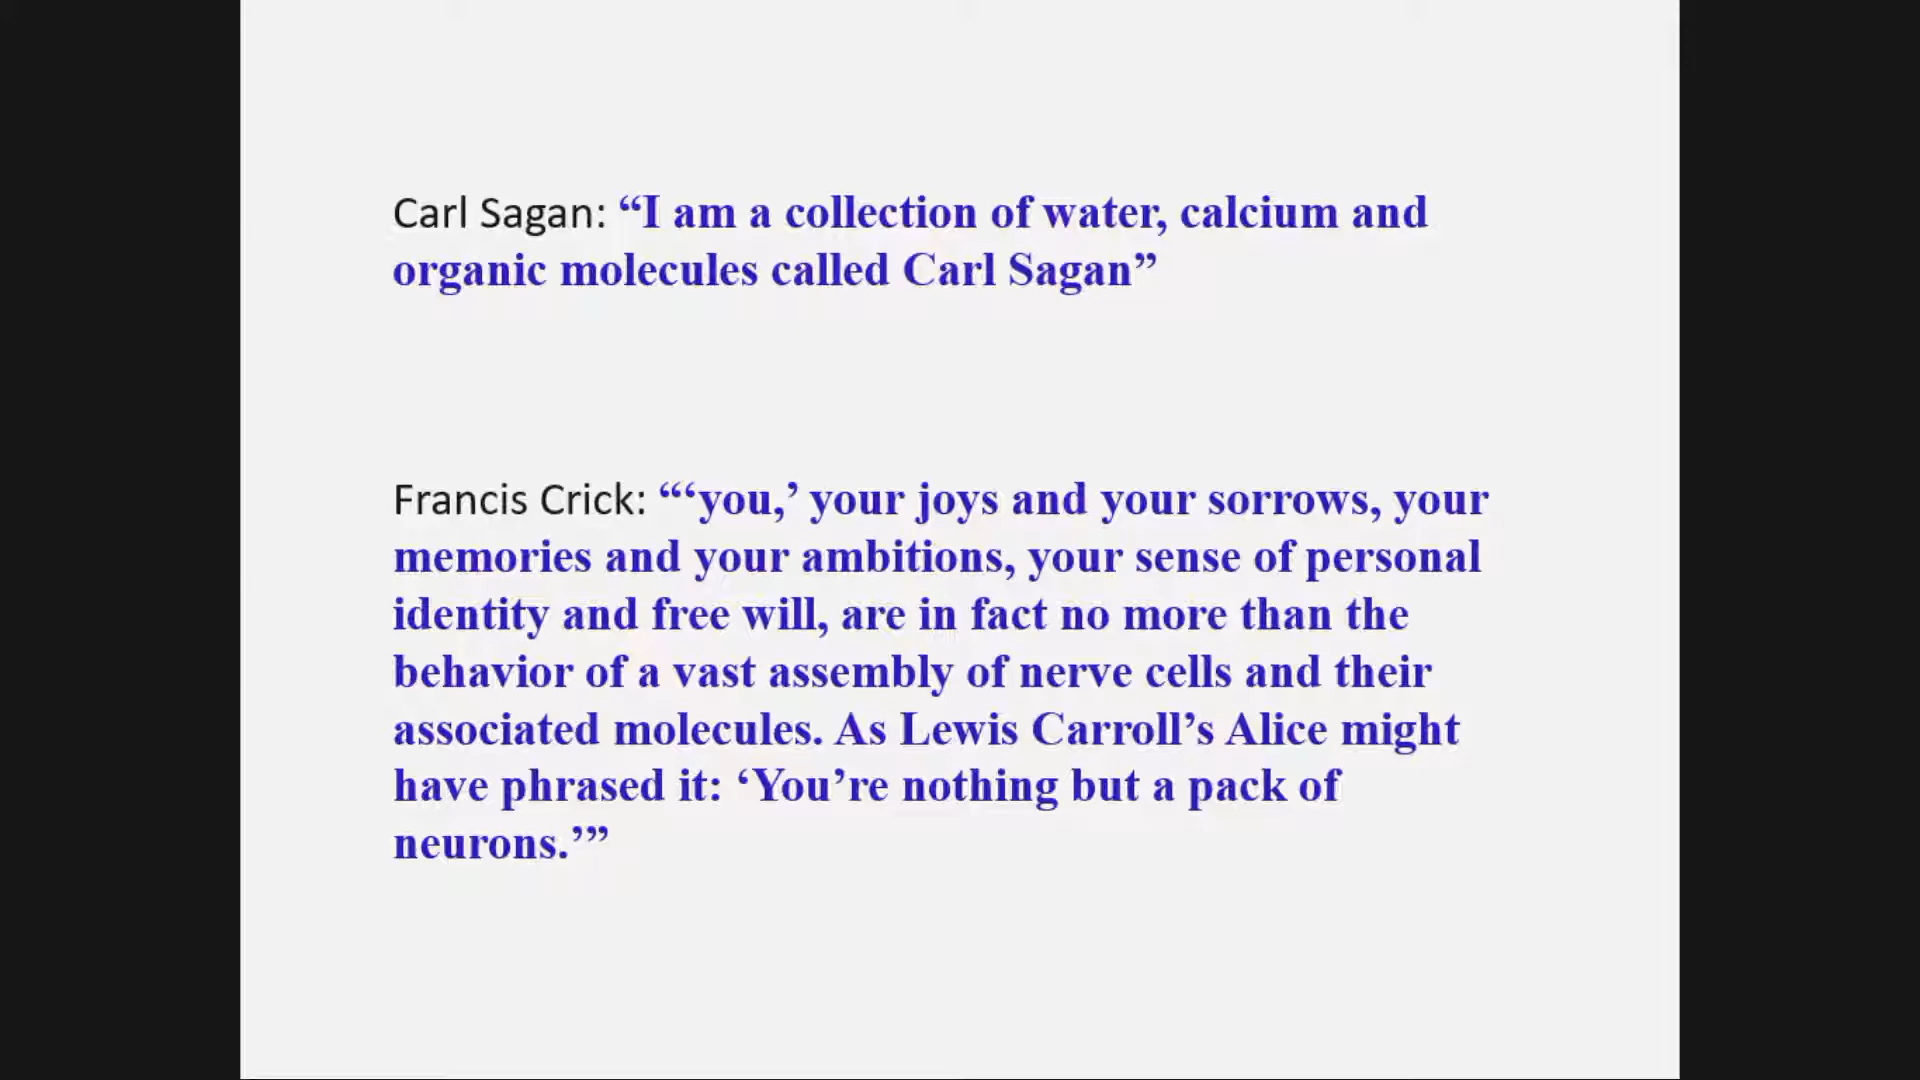 Carl Sagan: “I am a collection of water, calcium and
organic molecules called Carl Sagan”
Francis Crick: “‘you,’ your joys and your sorrows, your
memories and your ambitions, your sense of personal
identity and free will, are in fact no more than the
behavior of a vast assembly of nerve cells and their
associated molecules. As Lewis Carroll’s Alice might
have phrased it: ‘You’re nothing but a pack of
neurons.’”